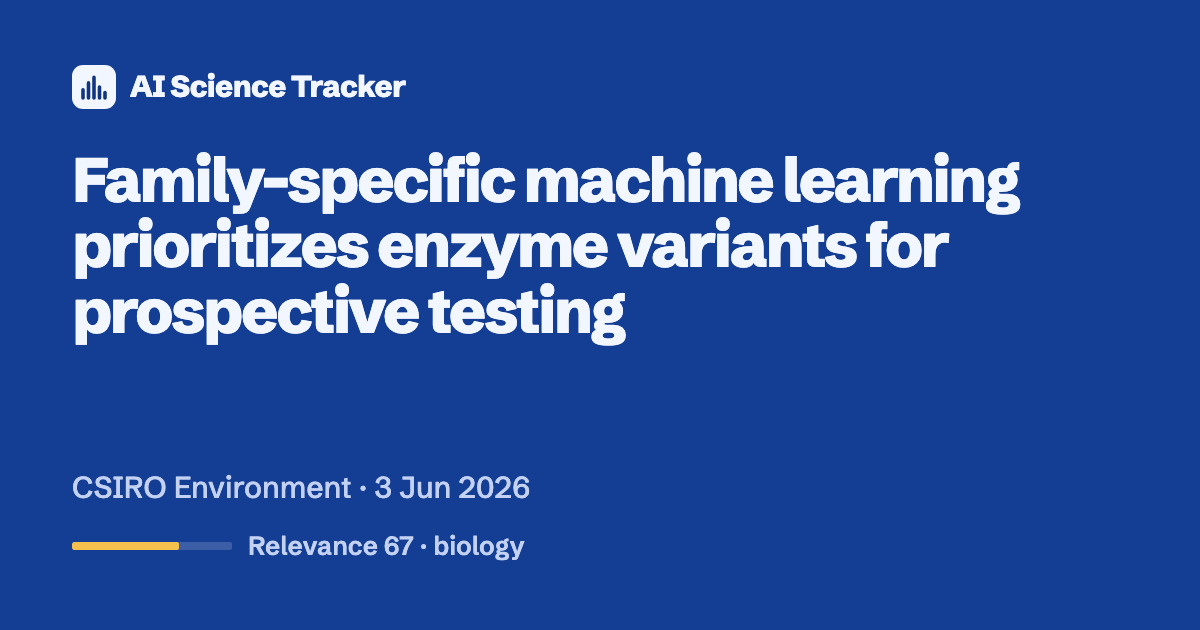 AI Science Tracker
Family-specific machine learning
prioritizes enzyme variants for
prospective testing
CSIRO Environment · 3 Jun 2026
Relevance 67 · biology